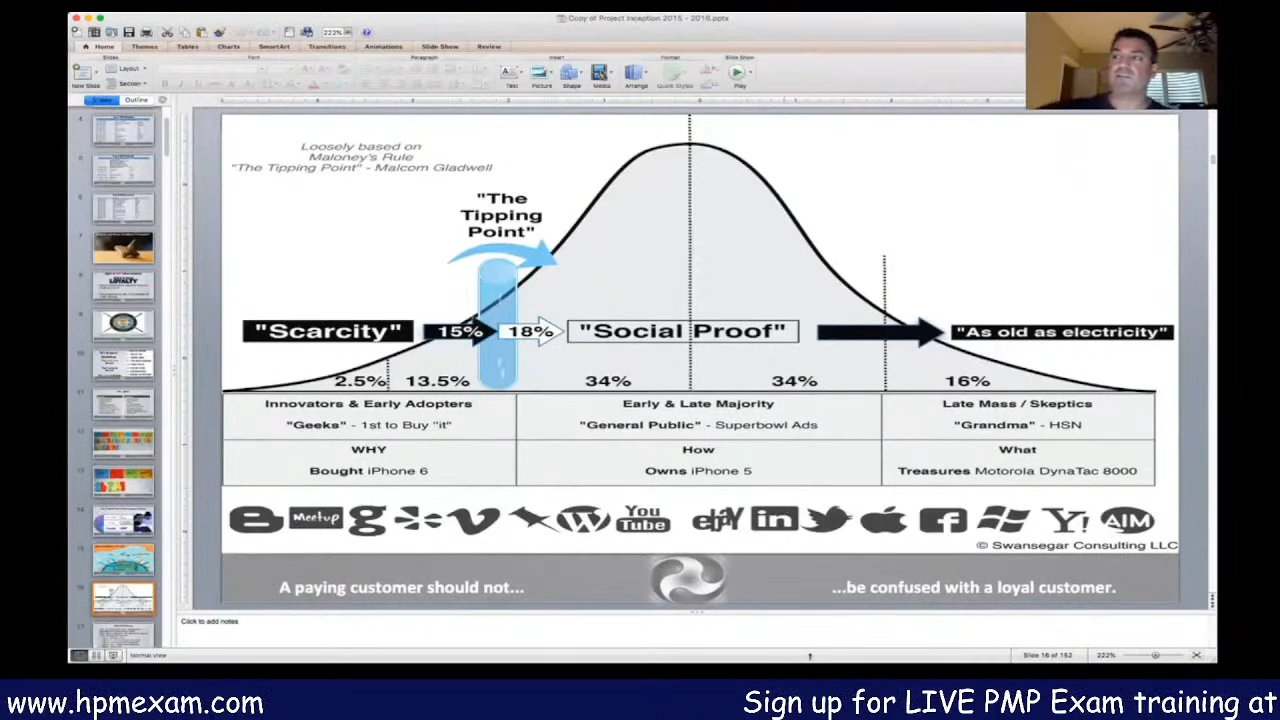 Copy of Project Inception 2015 - 2016.pptx
222%
Home Themes Tables Charts SmartArt Transitions Animations Slide Show Review
Slides Font Paragraph Insert Format Slide Show
New Slide Layout Section Text Picture Shape Media Arrange Quick Styles Play
Slides Outline
Loosely based on
Maloney's Rule
"The Tipping Point" - Malcom Gladwell
"The
Tipping
Point"
"Scarcity" 15% 18% "Social Proof" "As old as electricity"
2.5% 13.5% 34% 34% 16%
Innovators & Early Adopters Early & Late Majority Late Mass / Skeptics
"Geeks" - 1st to Buy "it" "General Public" - Superbowl Ads "Grandma" - HSN
WHY How What
Bought iPhone 6 Owns iPhone 5 Treasures Motorola DynaTac 8000
Meetup You Tube ebY in AIM
© Swansegar Consulting LLC
A paying customer should not... be confused with
Click to add notes
Normal View Slide 16 of 152 222%
www.hpmexam.com Sign up for LIVE PMP Exam training at